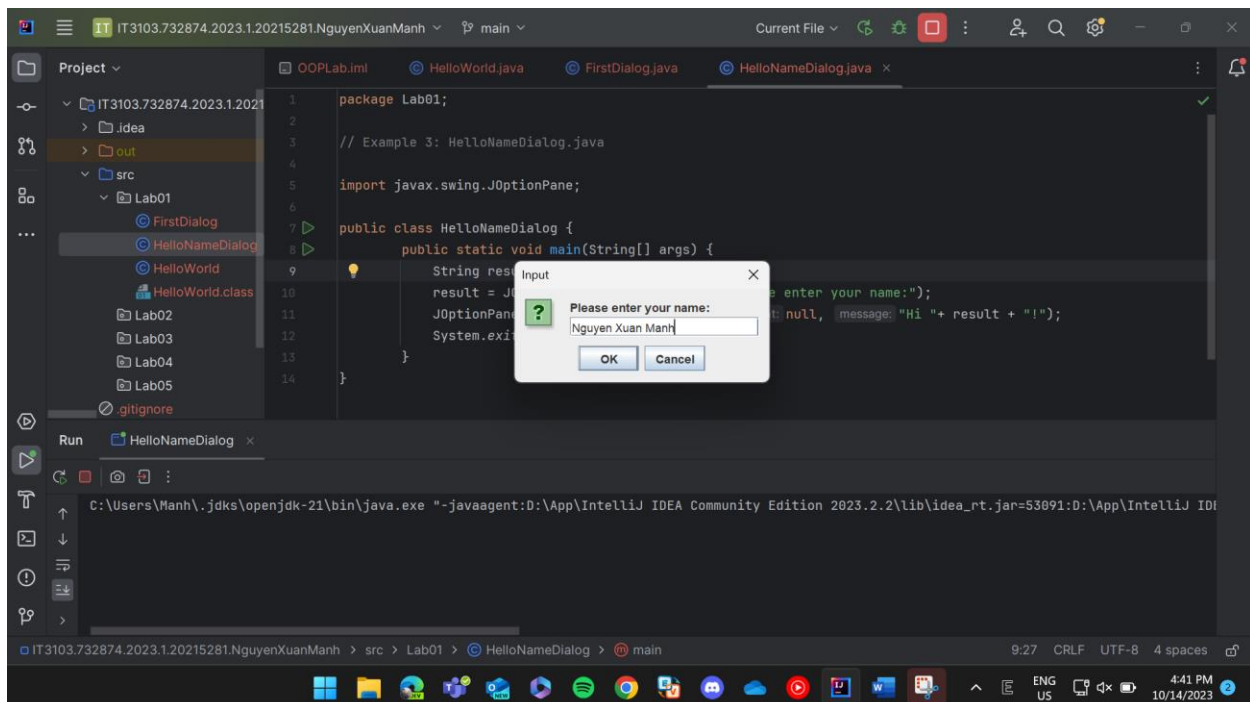 IT IT3103.732874.2023.1.20215281.NguyenXuanManh main Current File
Project
OOPLab.iml HelloWorld.java FirstDialog.java HelloNameDialog.java
IT3103.732874.2023.1.2021
.idea
out
src
Lab01
FirstDialog
HelloNameDialog
HelloWorld
HelloWorld.class
Lab02
Lab03
Lab04
Lab05
.gitignore
1 package Lab01;
2
3 // Example 3: HelloNameDialog.java
4
5 import javax.swing.JOptionPane;
6
7 public class HelloNameDialog {
8 public static void main(String[] args) {
9 String resu
10 result = JO e enter your name:");
11 JOptionPane t: null, message: "Hi "+ result + "!");
12 System.exit
13 }
14 }
Input
Please enter your name:
Nguyen Xuan Manh
OK Cancel
Run HelloNameDialog
C:\Users\Manh\.jdks\openjdk-21\bin\java.exe "-javaagent:D:\App\IntelliJ IDEA Community Edition 2023.2.2\lib\idea_rt.jar=53091:D:\App\IntelliJ IDE
IT3103.732874.2023.1.20215281.NguyenXuanManh > src > Lab01 > HelloNameDialog > main 9:27 CRLF UTF-8 4 spaces
ENG
US
4:41 PM
10/14/2023
2